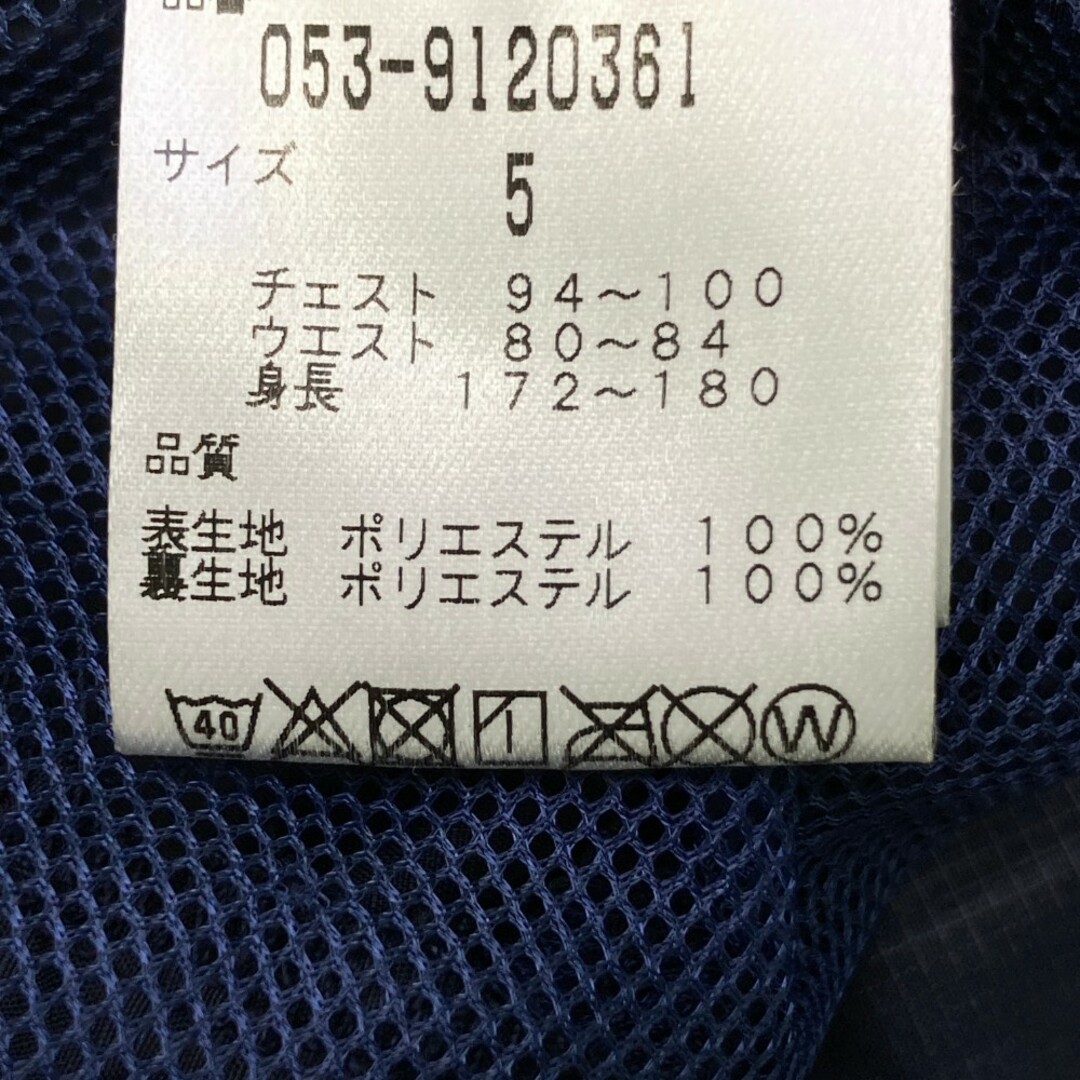 品番
053-9120361
サイズ 5
チェスト 94～100
ウエスト 80～84
身長 172～180
品質
表生地 ポリエステル 100%
裏生地 ポリエステル 100%
40 W